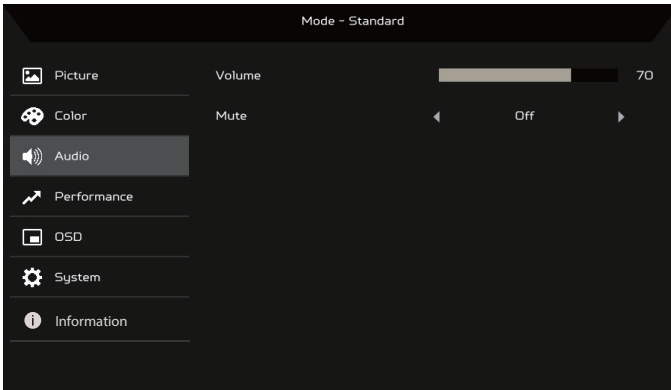 Mode - Standard
Picture
Volume 70
Color
Mute Off
Audio
Performance
OSD
System
Information